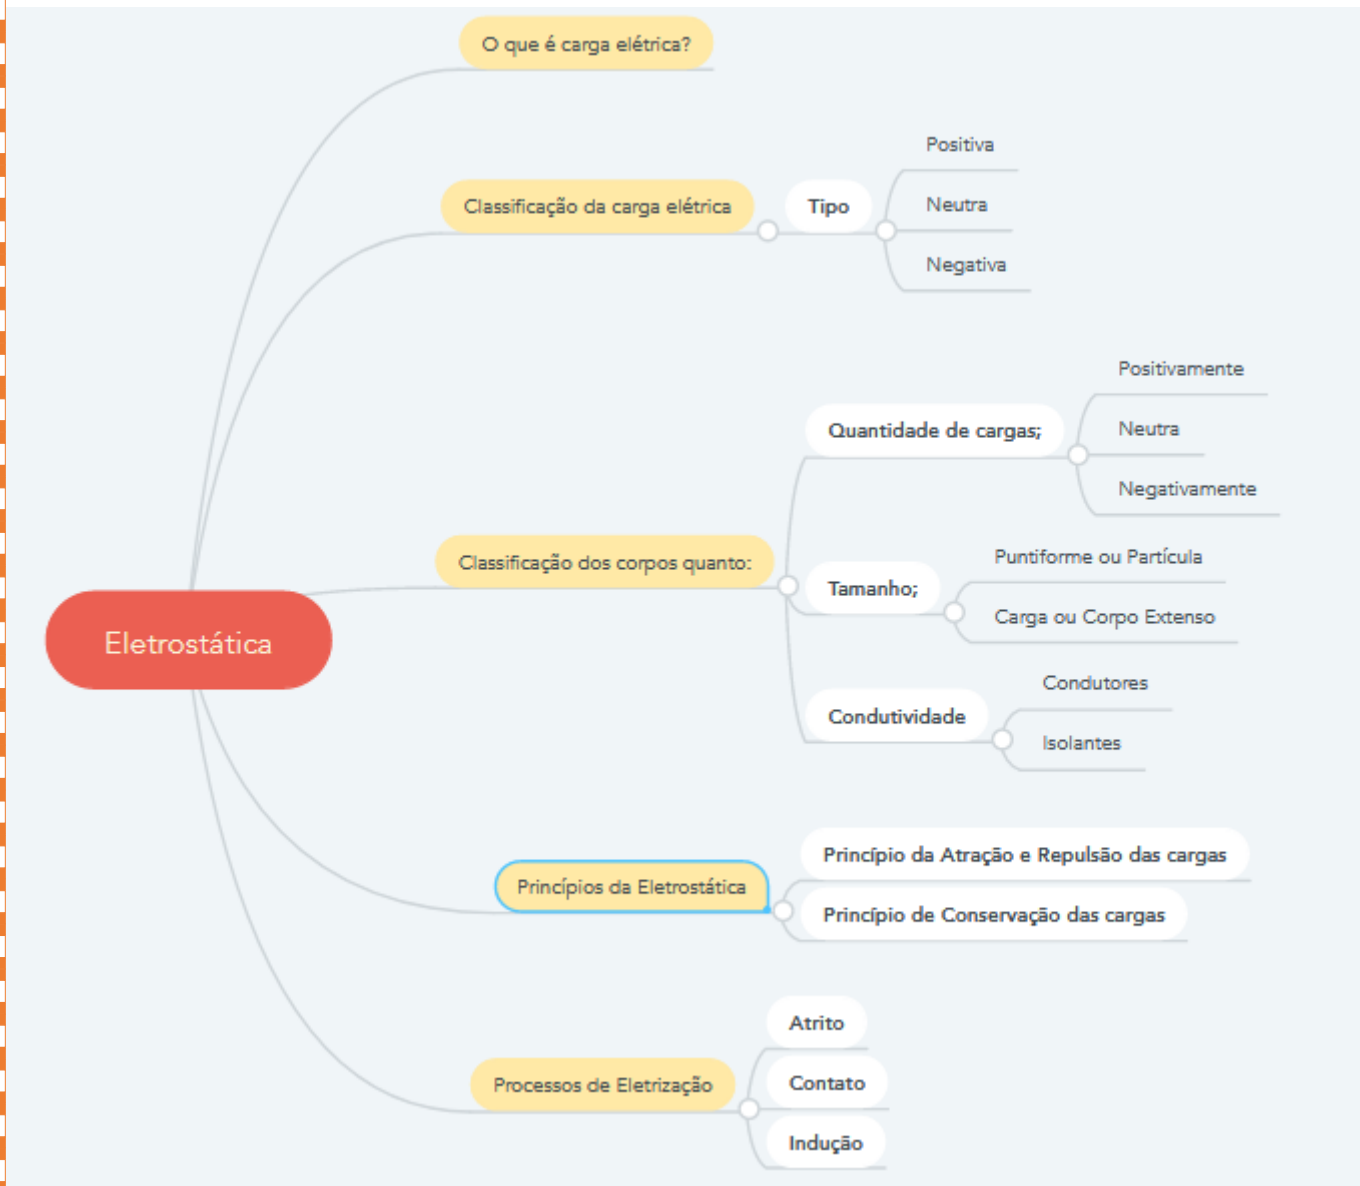 O que é carga elétrica?
Classificação da carga elétrica
Tipo
Positiva
Neutra
Negativa
Classificação dos corpos quanto:
Quantidade de cargas;
Positivamente
Neutra
Negativamente
Tamanho;
Puntiforme ou Partícula
Carga ou Corpo Extenso
Condutividade
Condutores
Isolantes
Eletrostática
Princípios da Eletrostática
Princípio da Atração e Repulsão das cargas
Princípio de Conservação das cargas
Processos de Eletrização
Atrito
Contato
Indução